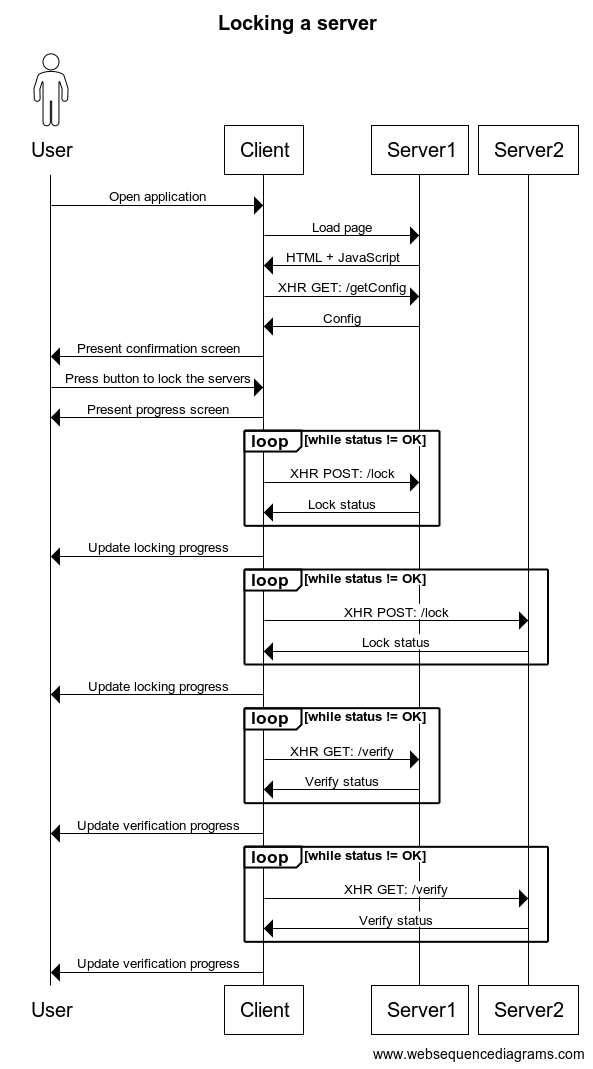 Locking a server
User
Client
Server1
Server2
Open application
Load page
HTML + JavaScript
XHR GET: /getConfig
Config
Present confirmation screen
Press button to lock the servers
Present progress screen
loop [while status != OK]
XHR POST: /lock
Lock status
Update locking progress
loop [while status != OK]
XHR POST: /lock
Lock status
Update locking progress
loop [while status != OK]
XHR GET: /verify
Verify status
Update verification progress
loop [while status != OK]
XHR GET: /verify
Verify status
Update verification progress
User
Client
Server1
Server2
www.websequencediagrams.com